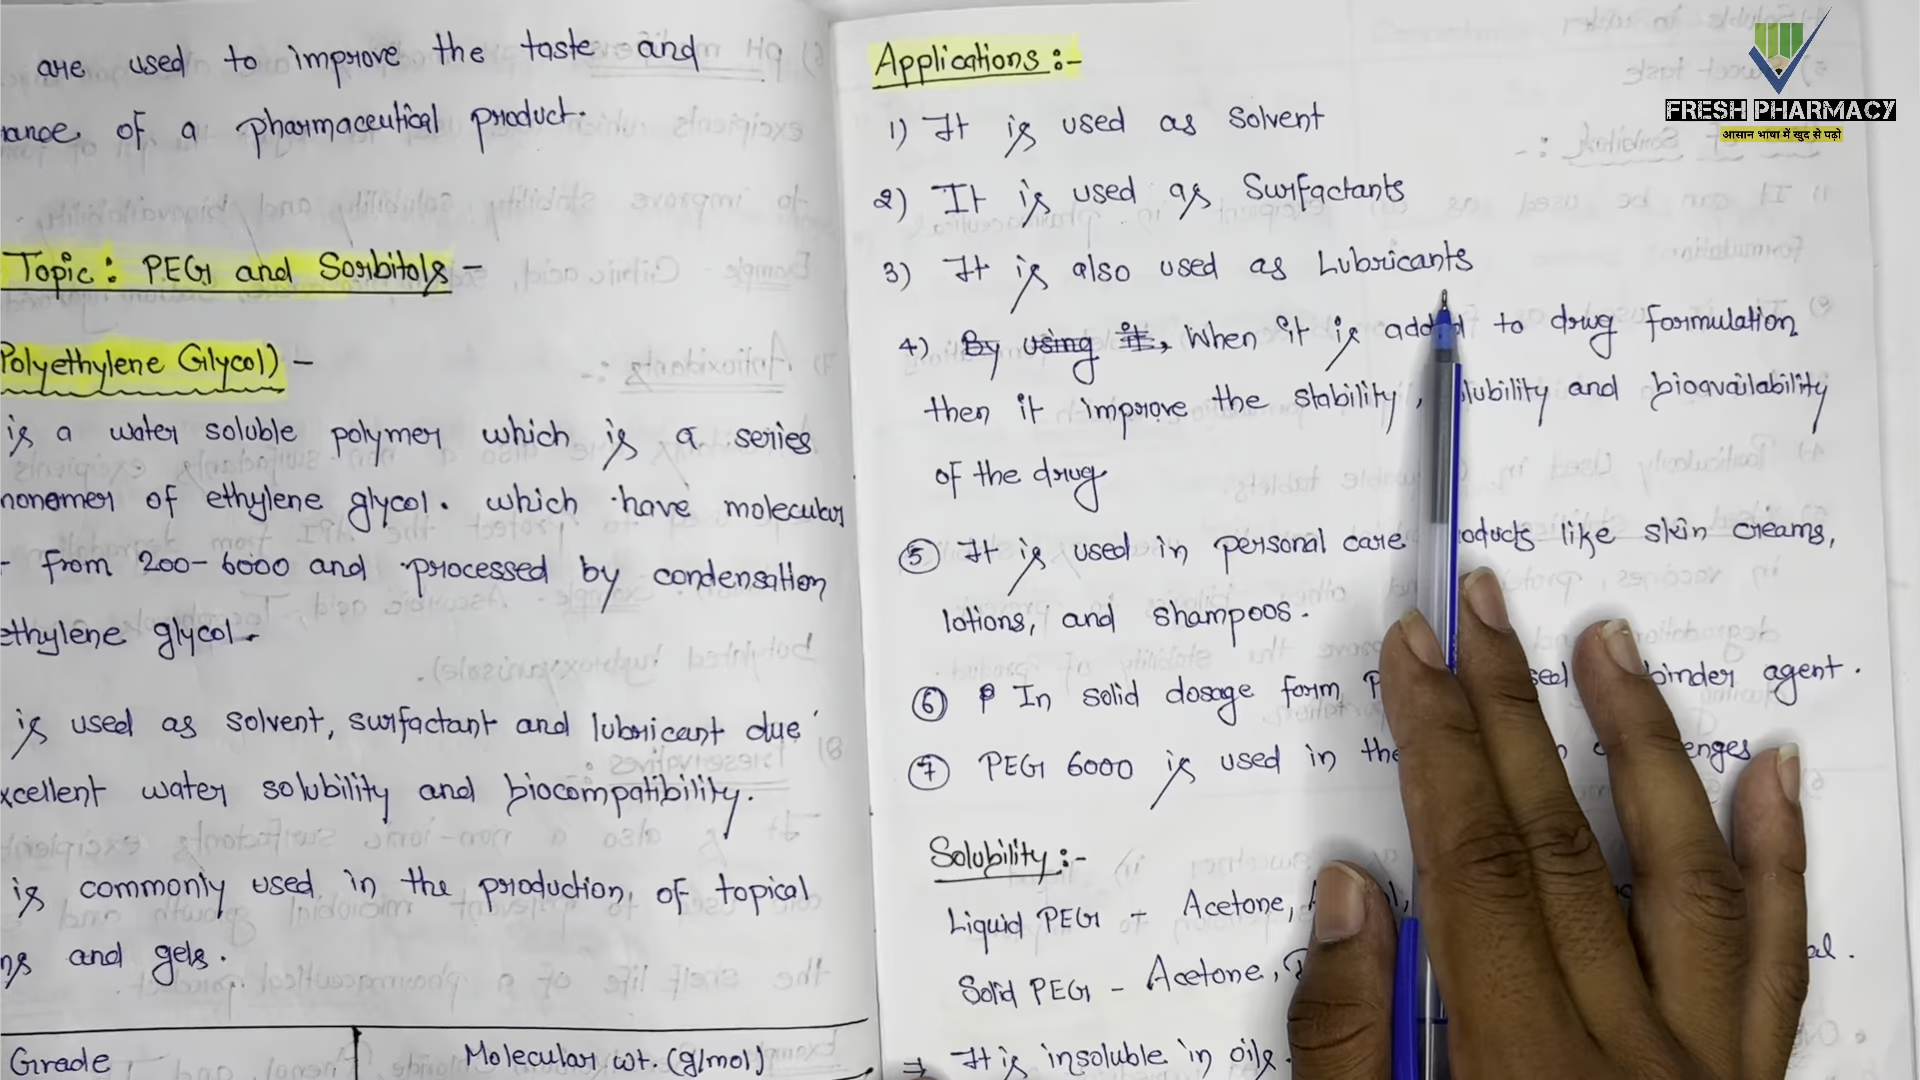 are used to improve the taste and
of a pharmaceutical product.
Topic: PEG and Sorbitols -
Polyethylene Glycol) -
is a water soluble polymer which is a series
of ethylene glycol. which have molecular
from 200-6000 and processed by condensation
ethylene glycol.
is used as solvent, surfactant and lubricant due
water solubility and biocompatibility.
is commonly used in the production of topical
and gels.
Grade
Molecular wt. (g/mol)
Applications :-
1) It is used as solvent
2) It is used as Surfactants
3) It is also used as Lubricants
4) By using it, When it is added to drug formulation
then it improve the stability, and bioavailability
of the drug
5 It is used in personal care like skin creams,
lotions, and shampoos.
6 In solid dosage form binder agent.
7 PEG 6000 is used in the
Solubility :-
Liquid PEG - Acetone,
Solid PEG - Acetone,
⇒ It is insoluble in oils.
FRESH PHARMACY
आसान भाषा में खुद से पढ़ो